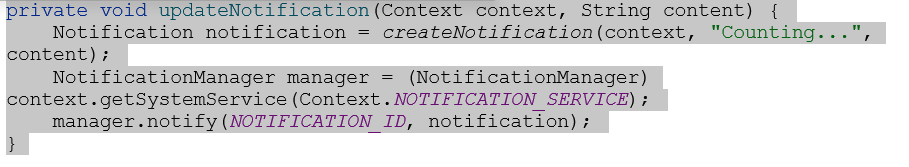 private void updateNotification(Context context, String content) {
    Notification notification = createNotification(context, "Counting...",
content);
    NotificationManager manager = (NotificationManager)
context.getSystemService(Context.NOTIFICATION_SERVICE);
    manager.notify(NOTIFICATION_ID, notification);
}